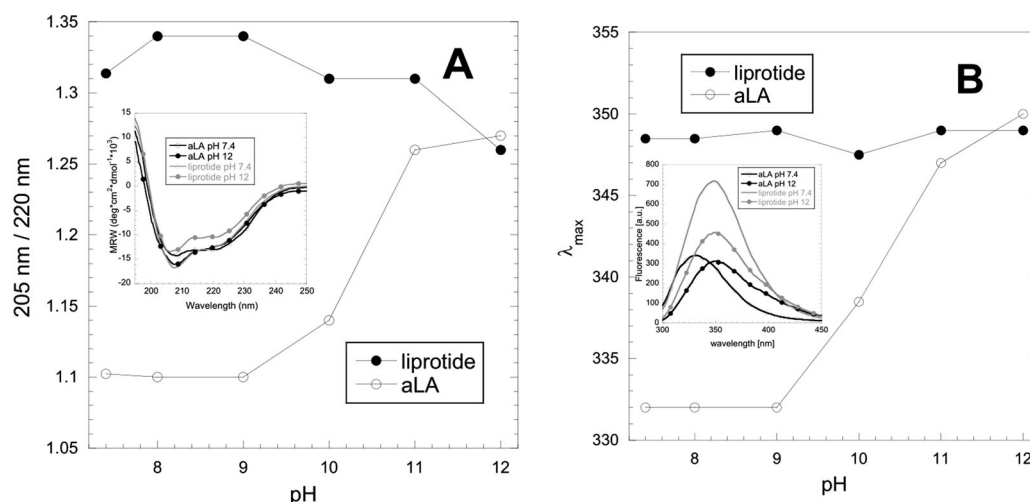 A
205 nm / 220 nm
1.35
1.3
1.25
1.2
1.15
1.1
1.05
8
9
10
11
12
pH
liprotide
aLA
MRW (deg*cm²*dmol⁻¹*10³)
15
10
5
0
-5
-10
-15
-20
200
210
220
230
240
250
Wavelength (nm)
aLA pH 7.4
aLA pH 12
liprotide pH 7.4
liprotide pH 12
B
λmax
355
350
345
340
335
330
8
9
10
11
12
pH
liprotide
aLA
Fluorescence [a.u.]
800
700
600
500
400
300
200
100
0
300
350
400
450
wavelength [nm]
aLA pH 7.4
aLA pH 12
liprotide pH 7.4
liprotide pH 12